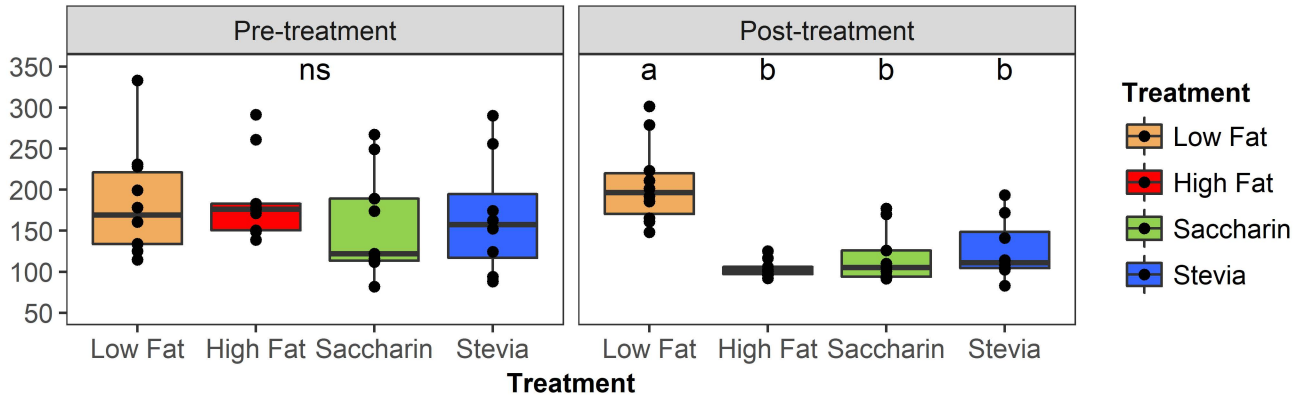 Pre-treatment
Post-treatment
ns
a b b b
350
300
250
200
150
100
50
Low Fat High Fat Saccharin Stevia
Low Fat High Fat Saccharin Stevia
Treatment
Treatment
Low Fat
High Fat
Saccharin
Stevia